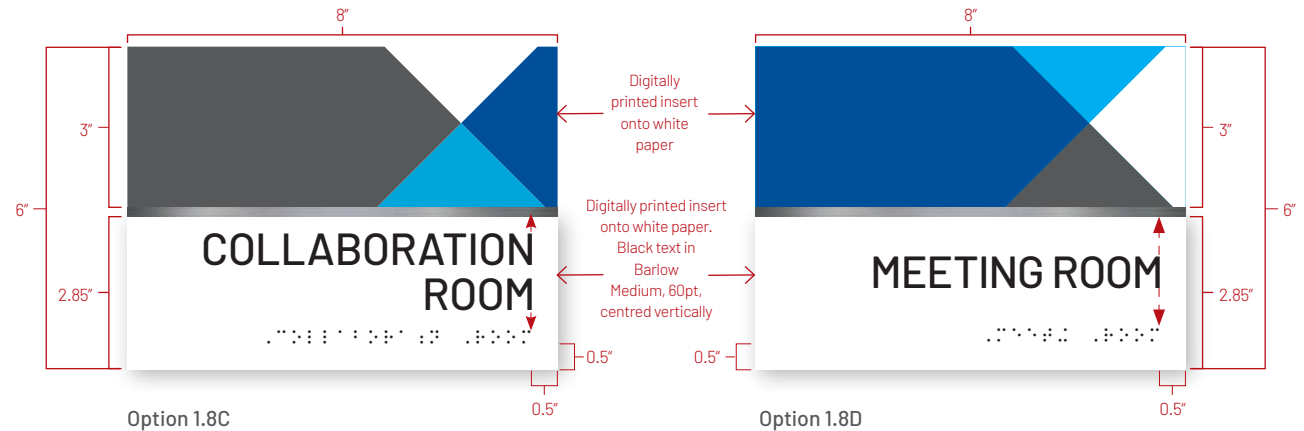 8″
8″
Digitally
printed insert
onto white
paper
3″
3″
6″
6″
Digitally printed insert
onto white paper.
Black text in
Barlow
Medium, 60pt,
centred vertically
COLLABORATION
ROOM
MEETING ROOM
2.85″
2.85″
0.5″
0.5″
0.5″
0.5″
Option 1.8C
Option 1.8D